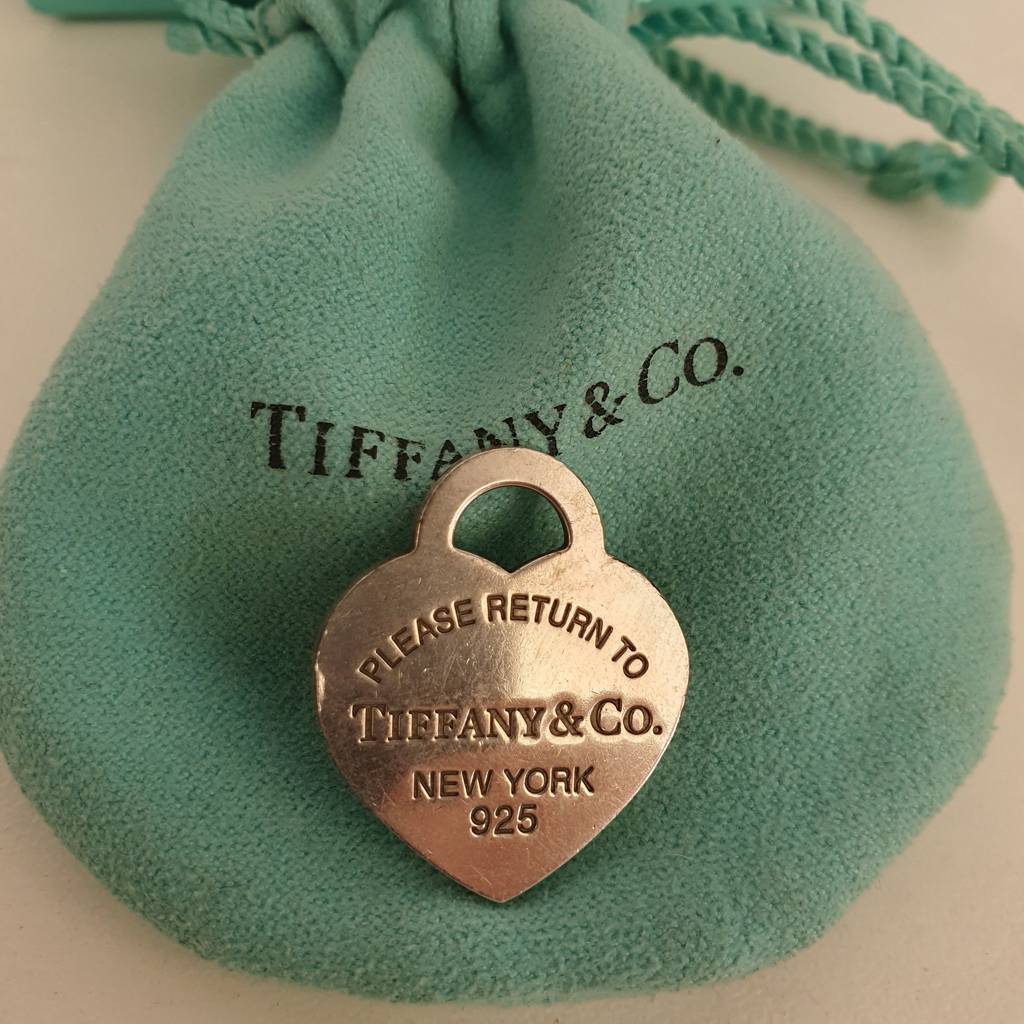 TIFFANY & CO.
PLEASE RETURN TO
TIFFANY & CO.
NEW YORK
925